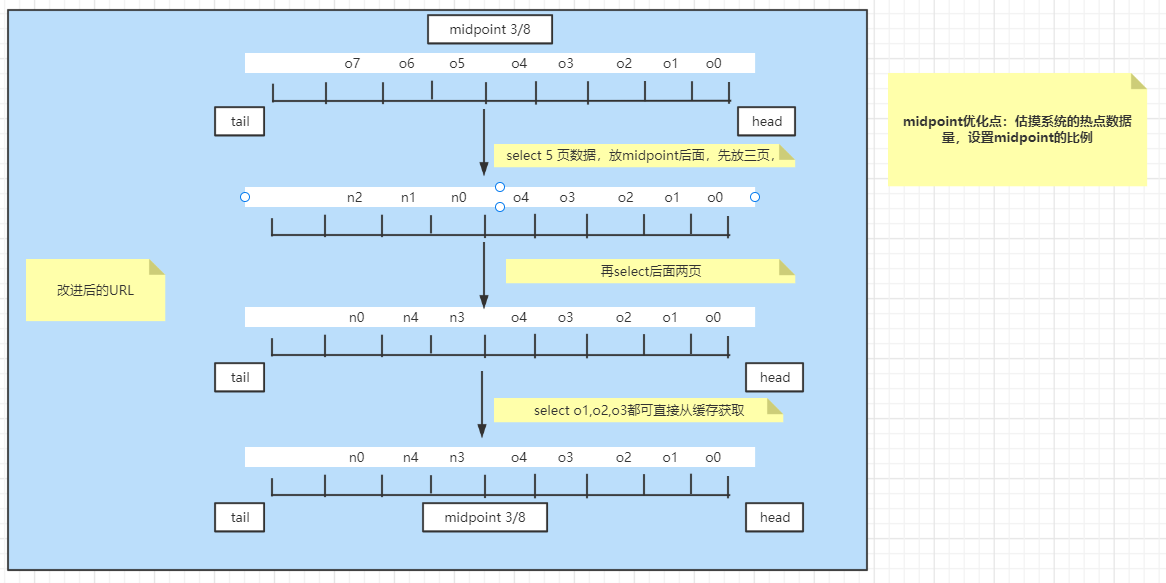 midpoint 3/8
o7 o6 o5 o4 o3 o2 o1 o0
tail
head
midpoint优化点：估摸系统的热点数据
量，设置midpoint的比例
select 5 页数据，放midpoint后面，先放三页，
n2 n1 n0 o4 o3 o2 o1 o0
再select后面两页
改进后的URL
n0 n4 n3 o4 o3 o2 o1 o0
tail
head
select o1,o2,o3都可直接从缓存获取
n0 n4 n3 o4 o3 o2 o1 o0
tail
midpoint 3/8
head